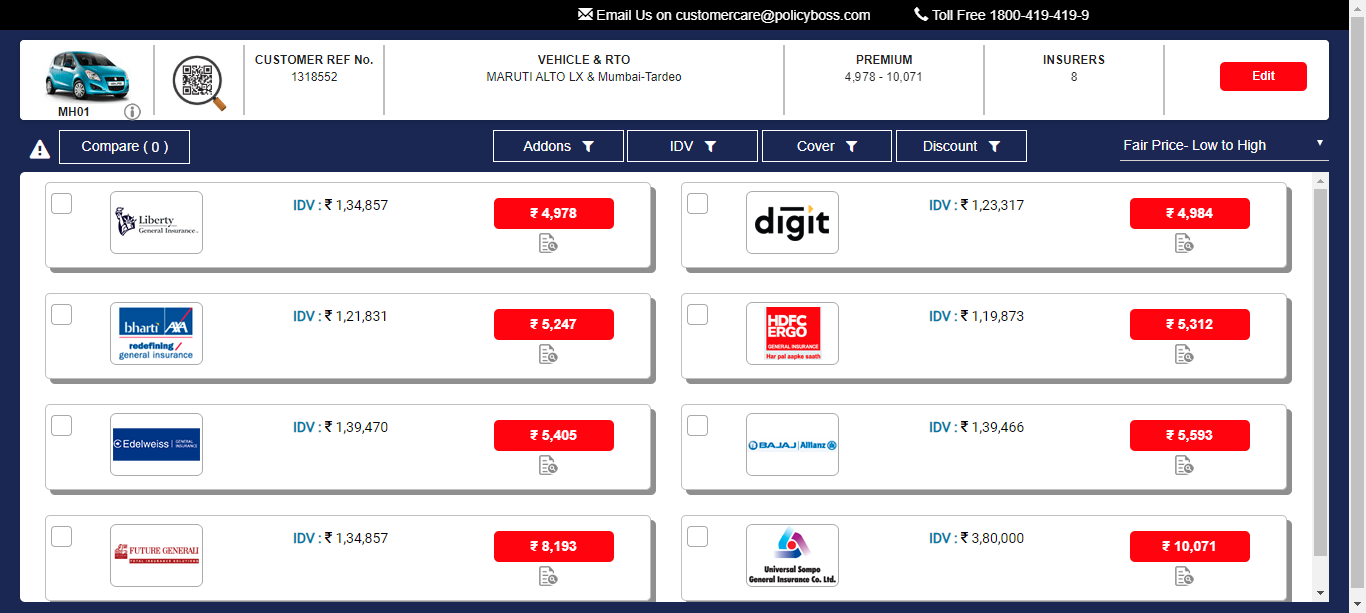 Email Us on customercare@policyboss.com
Toll Free 1800-419-419-9
MH01
CUSTOMER REF No.
1318552
VEHICLE & RTO
MARUTI ALTO LX & Mumbai-Tardeo
PREMIUM
4,978 - 10,071
INSURERS
8
Edit
Compare ( 0 )
Addons
IDV
Cover
Discount
Fair Price- Low to High
Liberty
General Insurance.
IDV : ₹ 1,34,857
₹ 4,978
digit
IDV : ₹ 1,23,317
₹ 4,984
bharti AXA
redefining /
general insurance
IDV : ₹ 1,21,831
₹ 5,247
HDFC
ERGO
GENERAL INSURANCE
Har pal aapke saath
IDV : ₹ 1,19,873
₹ 5,312
Edelweiss
GENERAL
INSURANCE
IDV : ₹ 1,39,470
₹ 5,405
BAJAJ Allianz
IDV : ₹ 1,39,466
₹ 5,593
FUTURE GENERALI
TOTAL INSURANCE SOLUTIONS
IDV : ₹ 1,34,857
₹ 8,193
Universal Sompo
General Insurance Co. Ltd.
IDV : ₹ 3,80,000
₹ 10,071